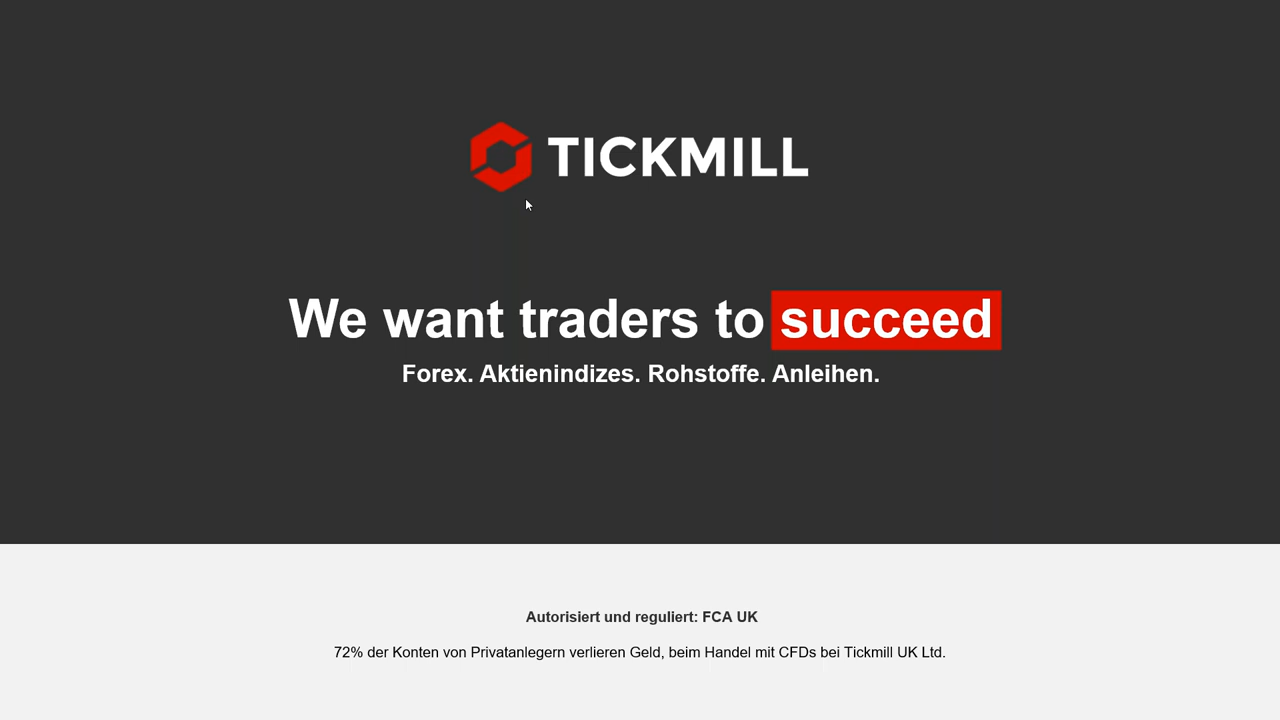 TICKMILL
We want traders to succeed
Forex. Aktienindizes. Rohstoffe. Anleihen.
Autorisiert und reguliert: FCA UK
72% der Konten von Privatanlegern verlieren Geld, beim Handel mit CFDs bei Tickmill UK Ltd.